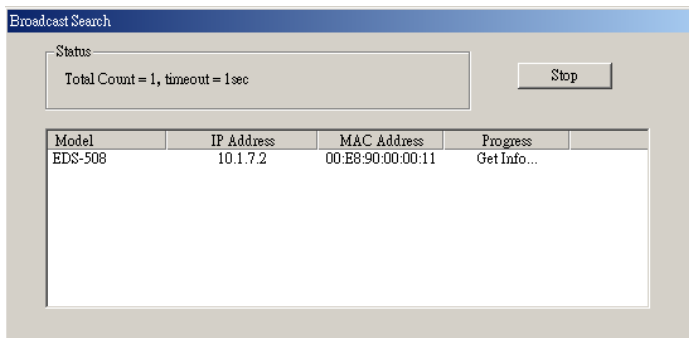 Broadcast Search
Status
Total Count = 1, timeout = 1sec
Stop
Model IP Address MAC Address Progress
EDS-508 10.1.7.2 00:E8:90:00:00:11 Get Info...